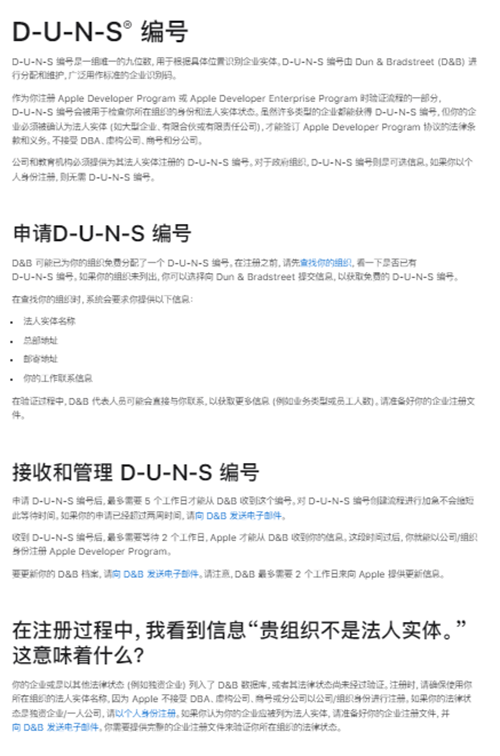 D-U-N-S® 编号
D-U-N-S 编号是一组唯一的九位数，用于根据具体位置识别企业实体。D-U-N-S 编号由 Dun & Bradstreet (D&B) 进
行分配和维护，广泛用作标准的企业识别码。
作为你注册 Apple Developer Program 或 Apple Developer Enterprise Program 时验证流程的一部分，
D-U-N-S 编号会被用于检查你所在组织的身份和法人实体状态。虽然许多类型的企业都能获得 D-U-N-S 编号，但你的企
业必须被确认为法人实体 (如大型企业、有限合伙或有限责任公司)，才能签订 Apple Developer Program 协议的法律条
款和义务。不接受 DBA、虚构公司、商号和分公司。
公司和教育机构必须提供为其法人实体注册的 D-U-N-S 编号。对于政府组织，D-U-N-S 编号则是可选信息。如果你以个
人身份注册，则无需 D-U-N-S 编号。
申请D-U-N-S 编号
D&B 可能已为你的组织免费分配了一个 D-U-N-S 编号。在注册之前，请先查找你的组织，看一下是否已有
D-U-N-S 编号。如果你的组织未列出，你可以选择向 Dun & Bradstreet 提交信息，以获取免费的 D-U-N-S 编号。
在查找你的组织时，系统会要求你提供以下信息：
• 法人实体名称
• 总部地址
• 邮寄地址
• 你的工作联系信息
在验证过程中，D&B 代表人员可能会直接与你联系，以获取更多信息 (例如业务类型或员工人数)。请准备好你的企业注册文
件。
接收和管理 D-U-N-S 编号
申请 D-U-N-S 编号后，最多需要 5 个工作日才能从 D&B 收到这个编号。对 D-U-N-S 编号创建流程进行加急不会缩短
此等待时间。如果你的申请已经超过两周时间，请向 D&B 发送电子邮件。
收到 D-U-N-S 编号后，最多需要等待 2 个工作日，Apple 才能从 D&B 收到你的信息。这段时间过后，你就能以公司/组织
身份注册 Apple Developer Program。
要更新你的 D&B 档案，请向 D&B 发送电子邮件。请注意，D&B 最多需要 2 个工作日来向 Apple 提供更新信息。
在注册过程中，我看到信息“贵组织不是法人实体。”
这意味着什么？
你的企业或是以其他法律状态 (例如独资企业) 列入了 D&B 数据库，或者其法律状态尚未经过验证。注册时，请确保使用你
所在组织的法人实体名称，因为 Apple 不接受 DBA、虚构公司、商号或分公司以公司/组织身份进行注册。如果你的法律状
态是独资企业/一人公司，请以个人身份注册。如果你认为你的企业应被列为法人实体，请准备好你的企业注册文件，并
向 D&B 发送电子邮件。你需要提供完整的企业注册文件来验证你所在组织的法律状态。